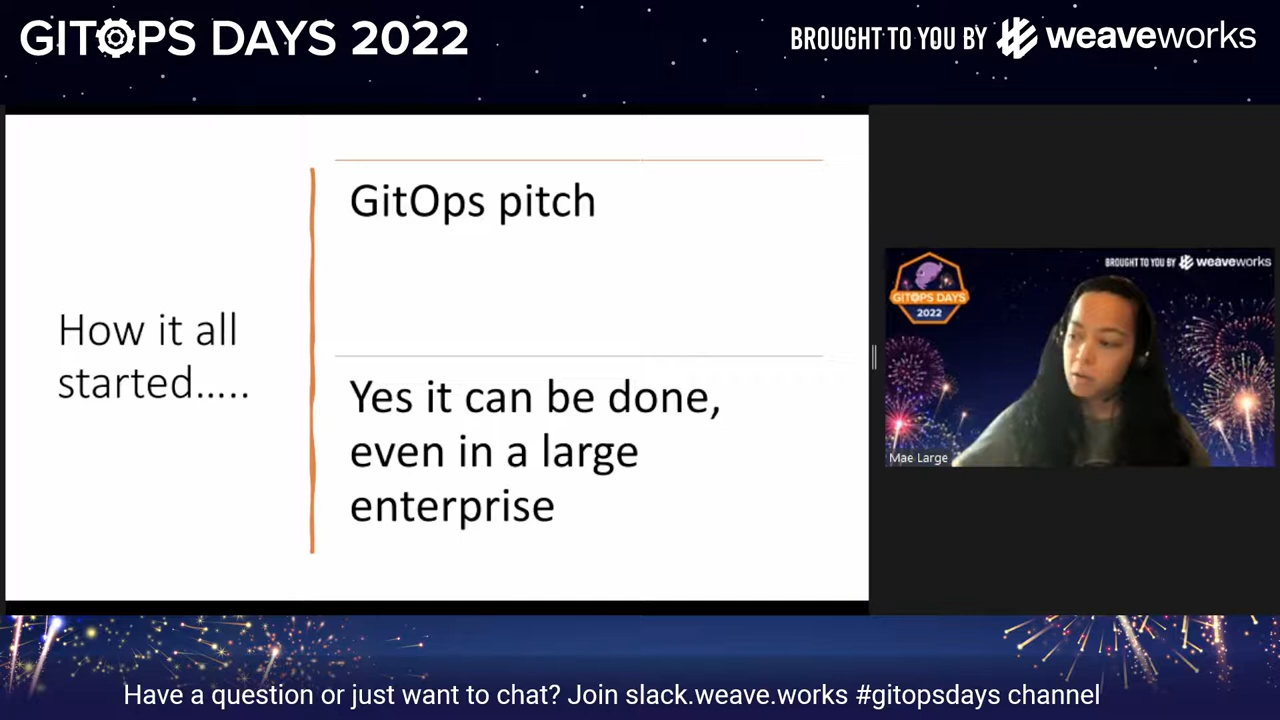 GITOPS DAYS 2022
BROUGHT TO YOU BY weaveworks
GitOps pitch
How it all
started.....
Yes it can be done,
even in a large
enterprise
BROUGHT TO YOU BY weaveworks
GITOPS DAYS
2022
Mae Large
Have a question or just want to chat? Join slack.weave.works #gitopsdays channel